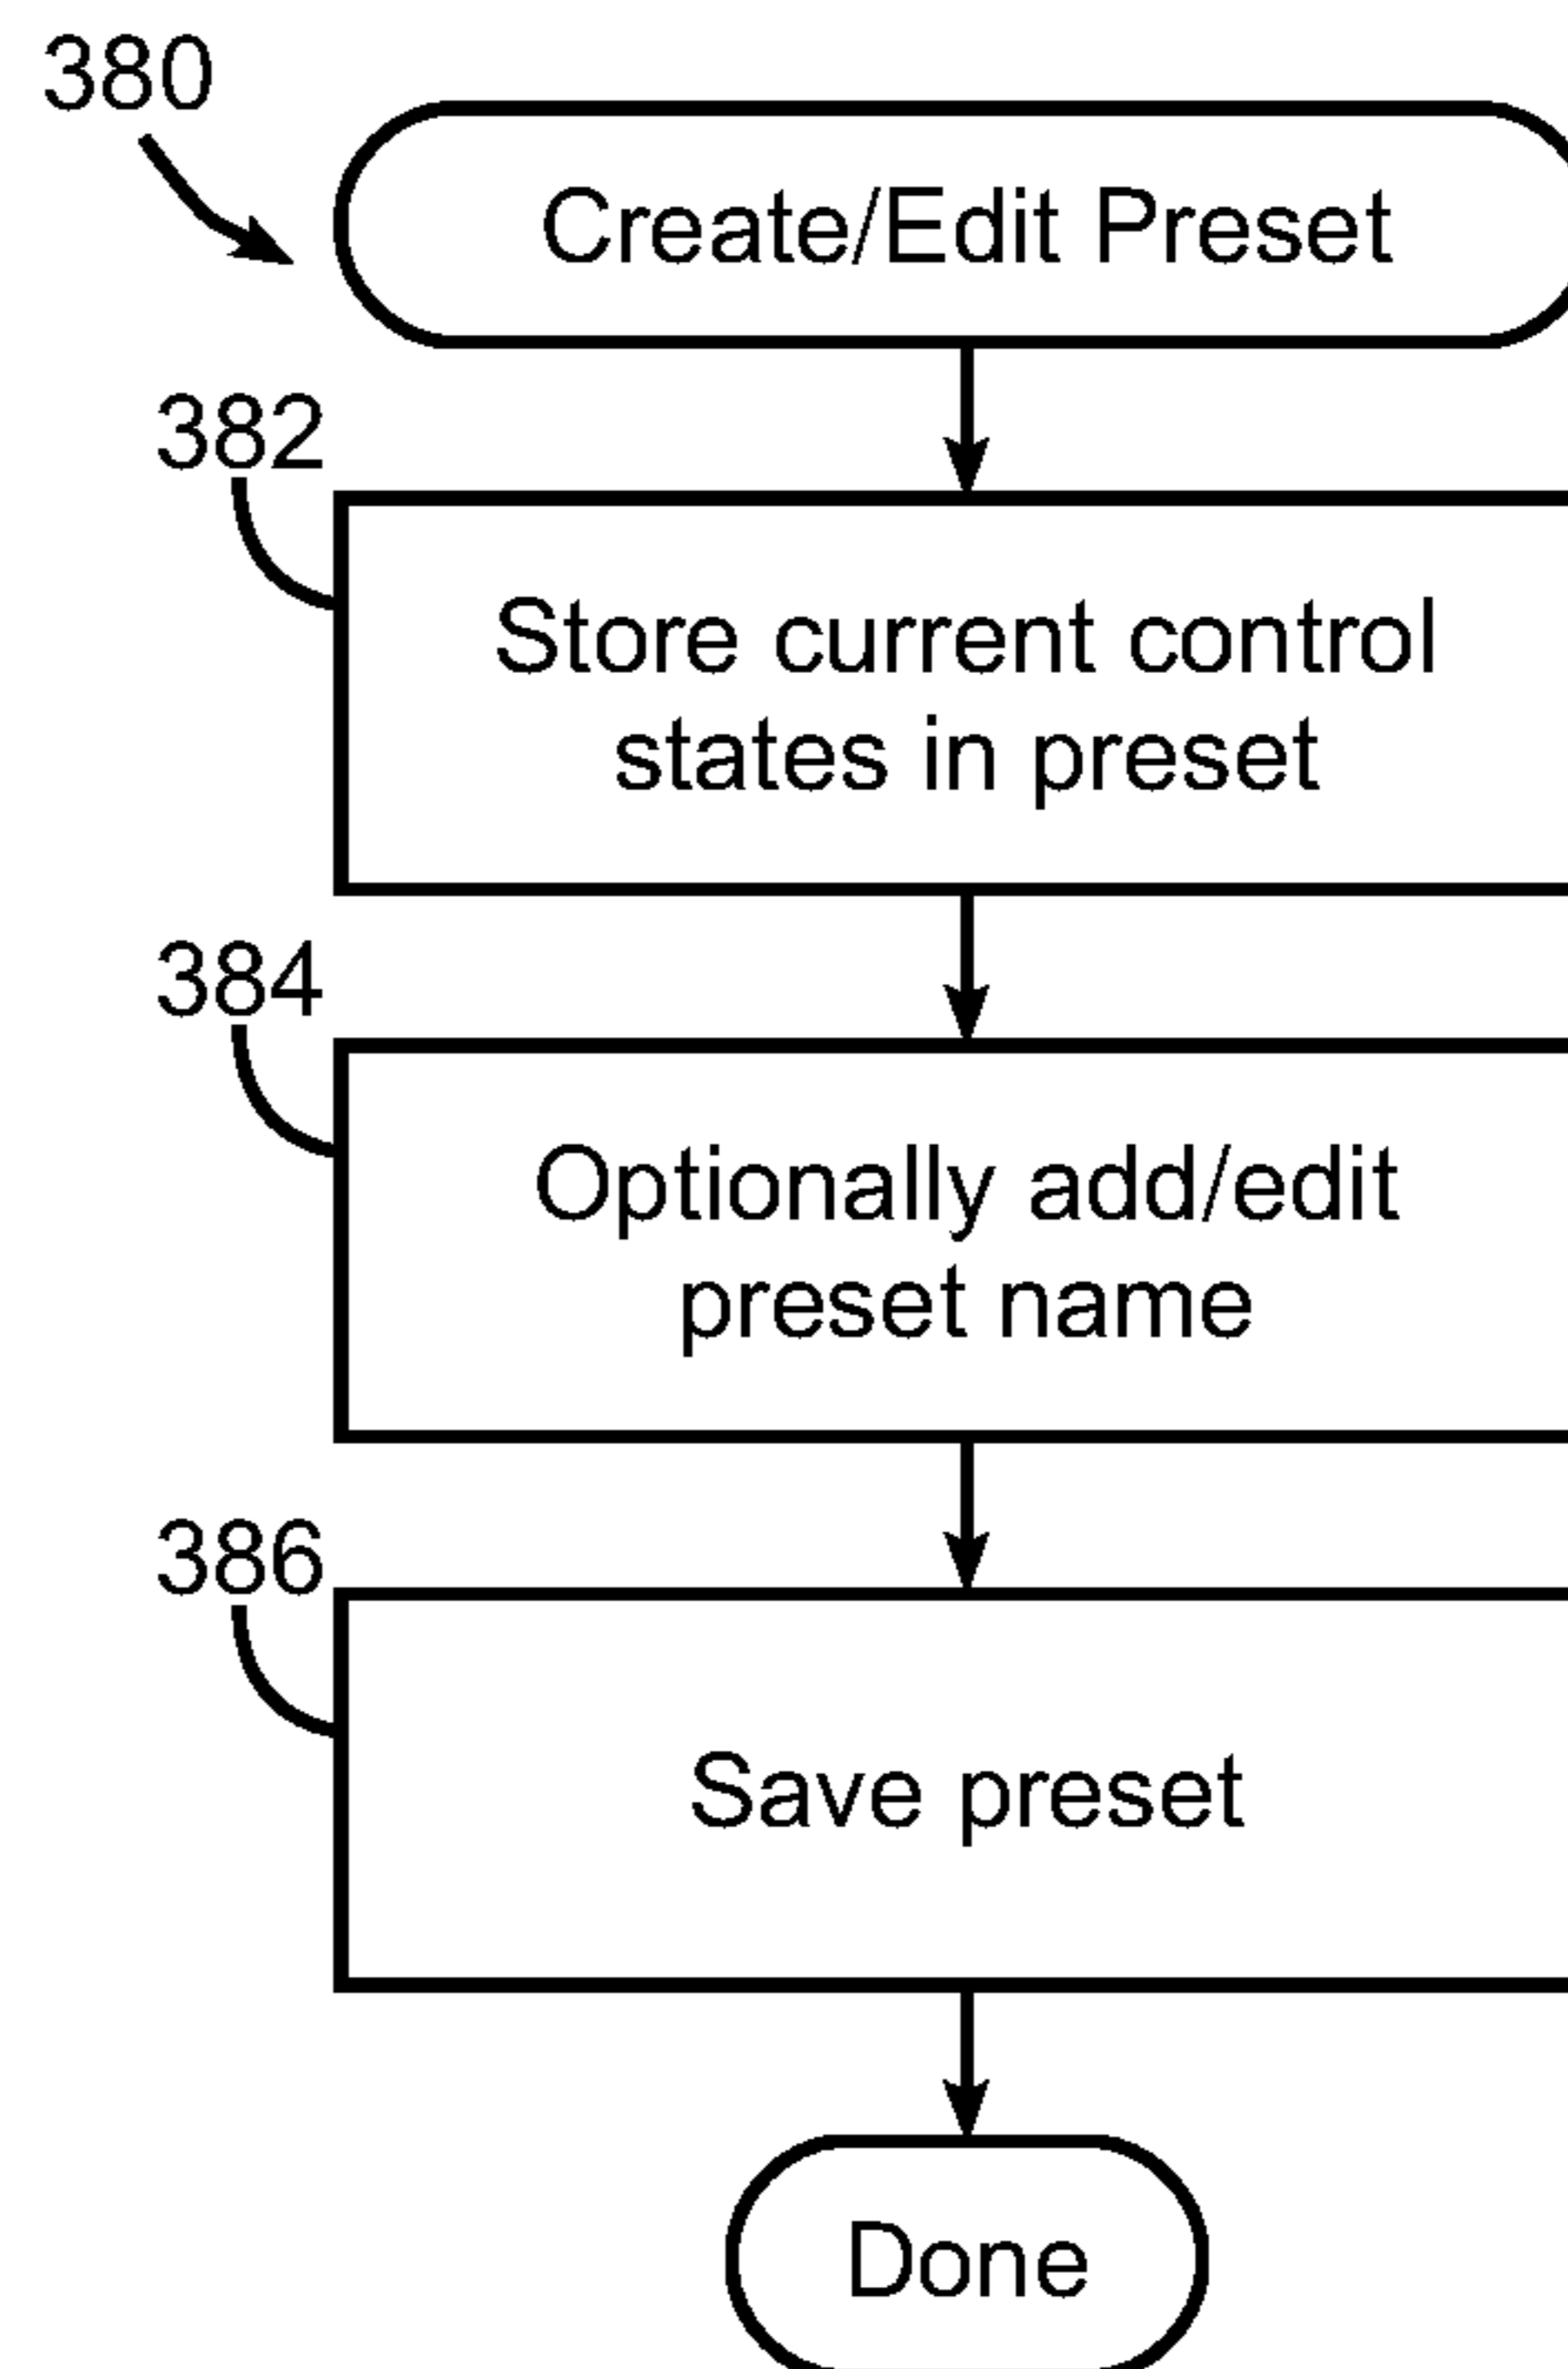 380
Create/Edit Preset
382
Store current control
states in preset
384
Optionally add/edit
preset name
386
Save preset
Done